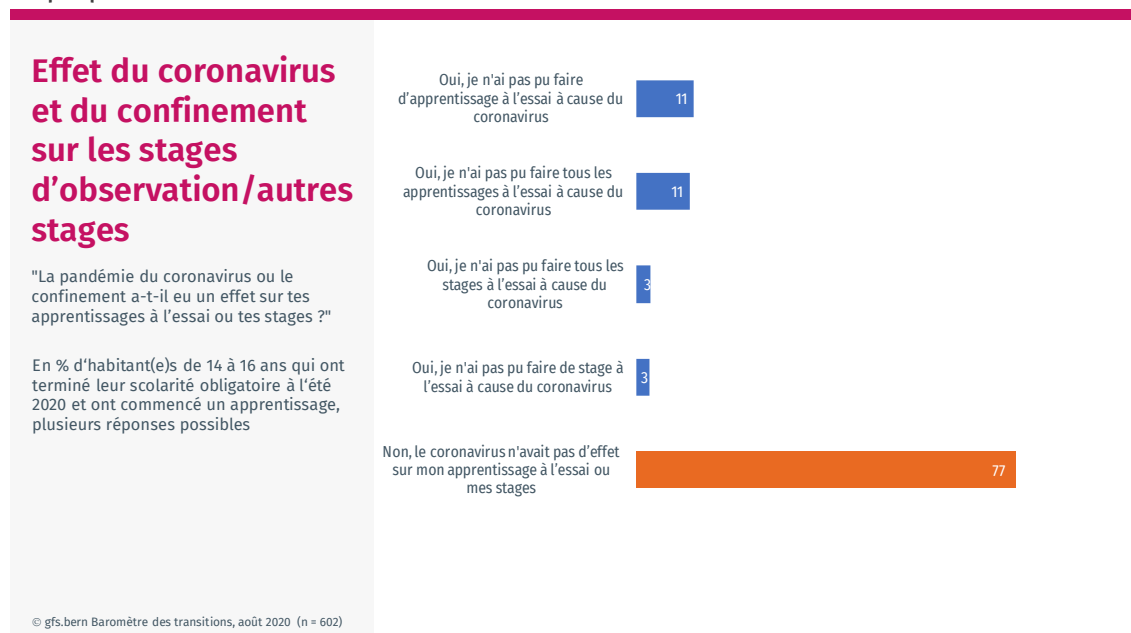 Effet du coronavirus
et du confinement
sur les stages
d’observation/autres
stages
"La pandémie du coronavirus ou le
confinement a-t-il eu un effet sur tes
apprentissages à l’essai ou tes stages ?"
En % d‘habitant(e)s de 14 à 16 ans qui ont
terminé leur scolarité obligatoire à l‘été
2020 et ont commencé un apprentissage,
plusieurs réponses possibles
© gfs.bern Baromètre des transitions, août 2020 (n = 602)
Oui, je n'ai pas pu faire
d’apprentissage à l’essai à cause du
coronavirus
11
Oui, je n'ai pas pu faire tous les
apprentissages à l’essai à cause du
coronavirus
11
Oui, je n'ai pas pu faire tous les
stages à l’essai à cause du
coronavirus
3
Oui, je n'ai pas pu faire de stage à
l’essai à cause du coronavirus
3
Non, le coronavirus n'avait pas d’effet
sur mon apprentissage à l’essai ou
mes stages
77